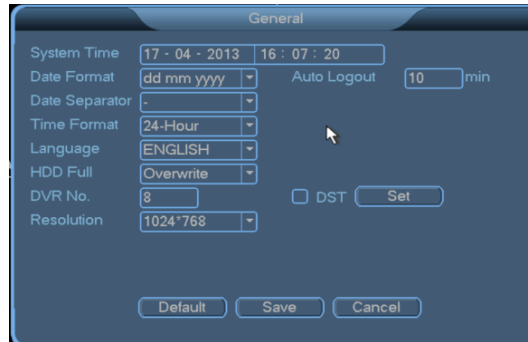 General
System Time 17 - 04 - 2013 16 : 07 : 20
Date Format dd mm yyyy Auto Logout 10 min
Date Separator -
Time Format 24-Hour
Language ENGLISH
HDD Full Overwrite
DVR No. 8 DST Set
Resolution 1024*768
Default Save Cancel